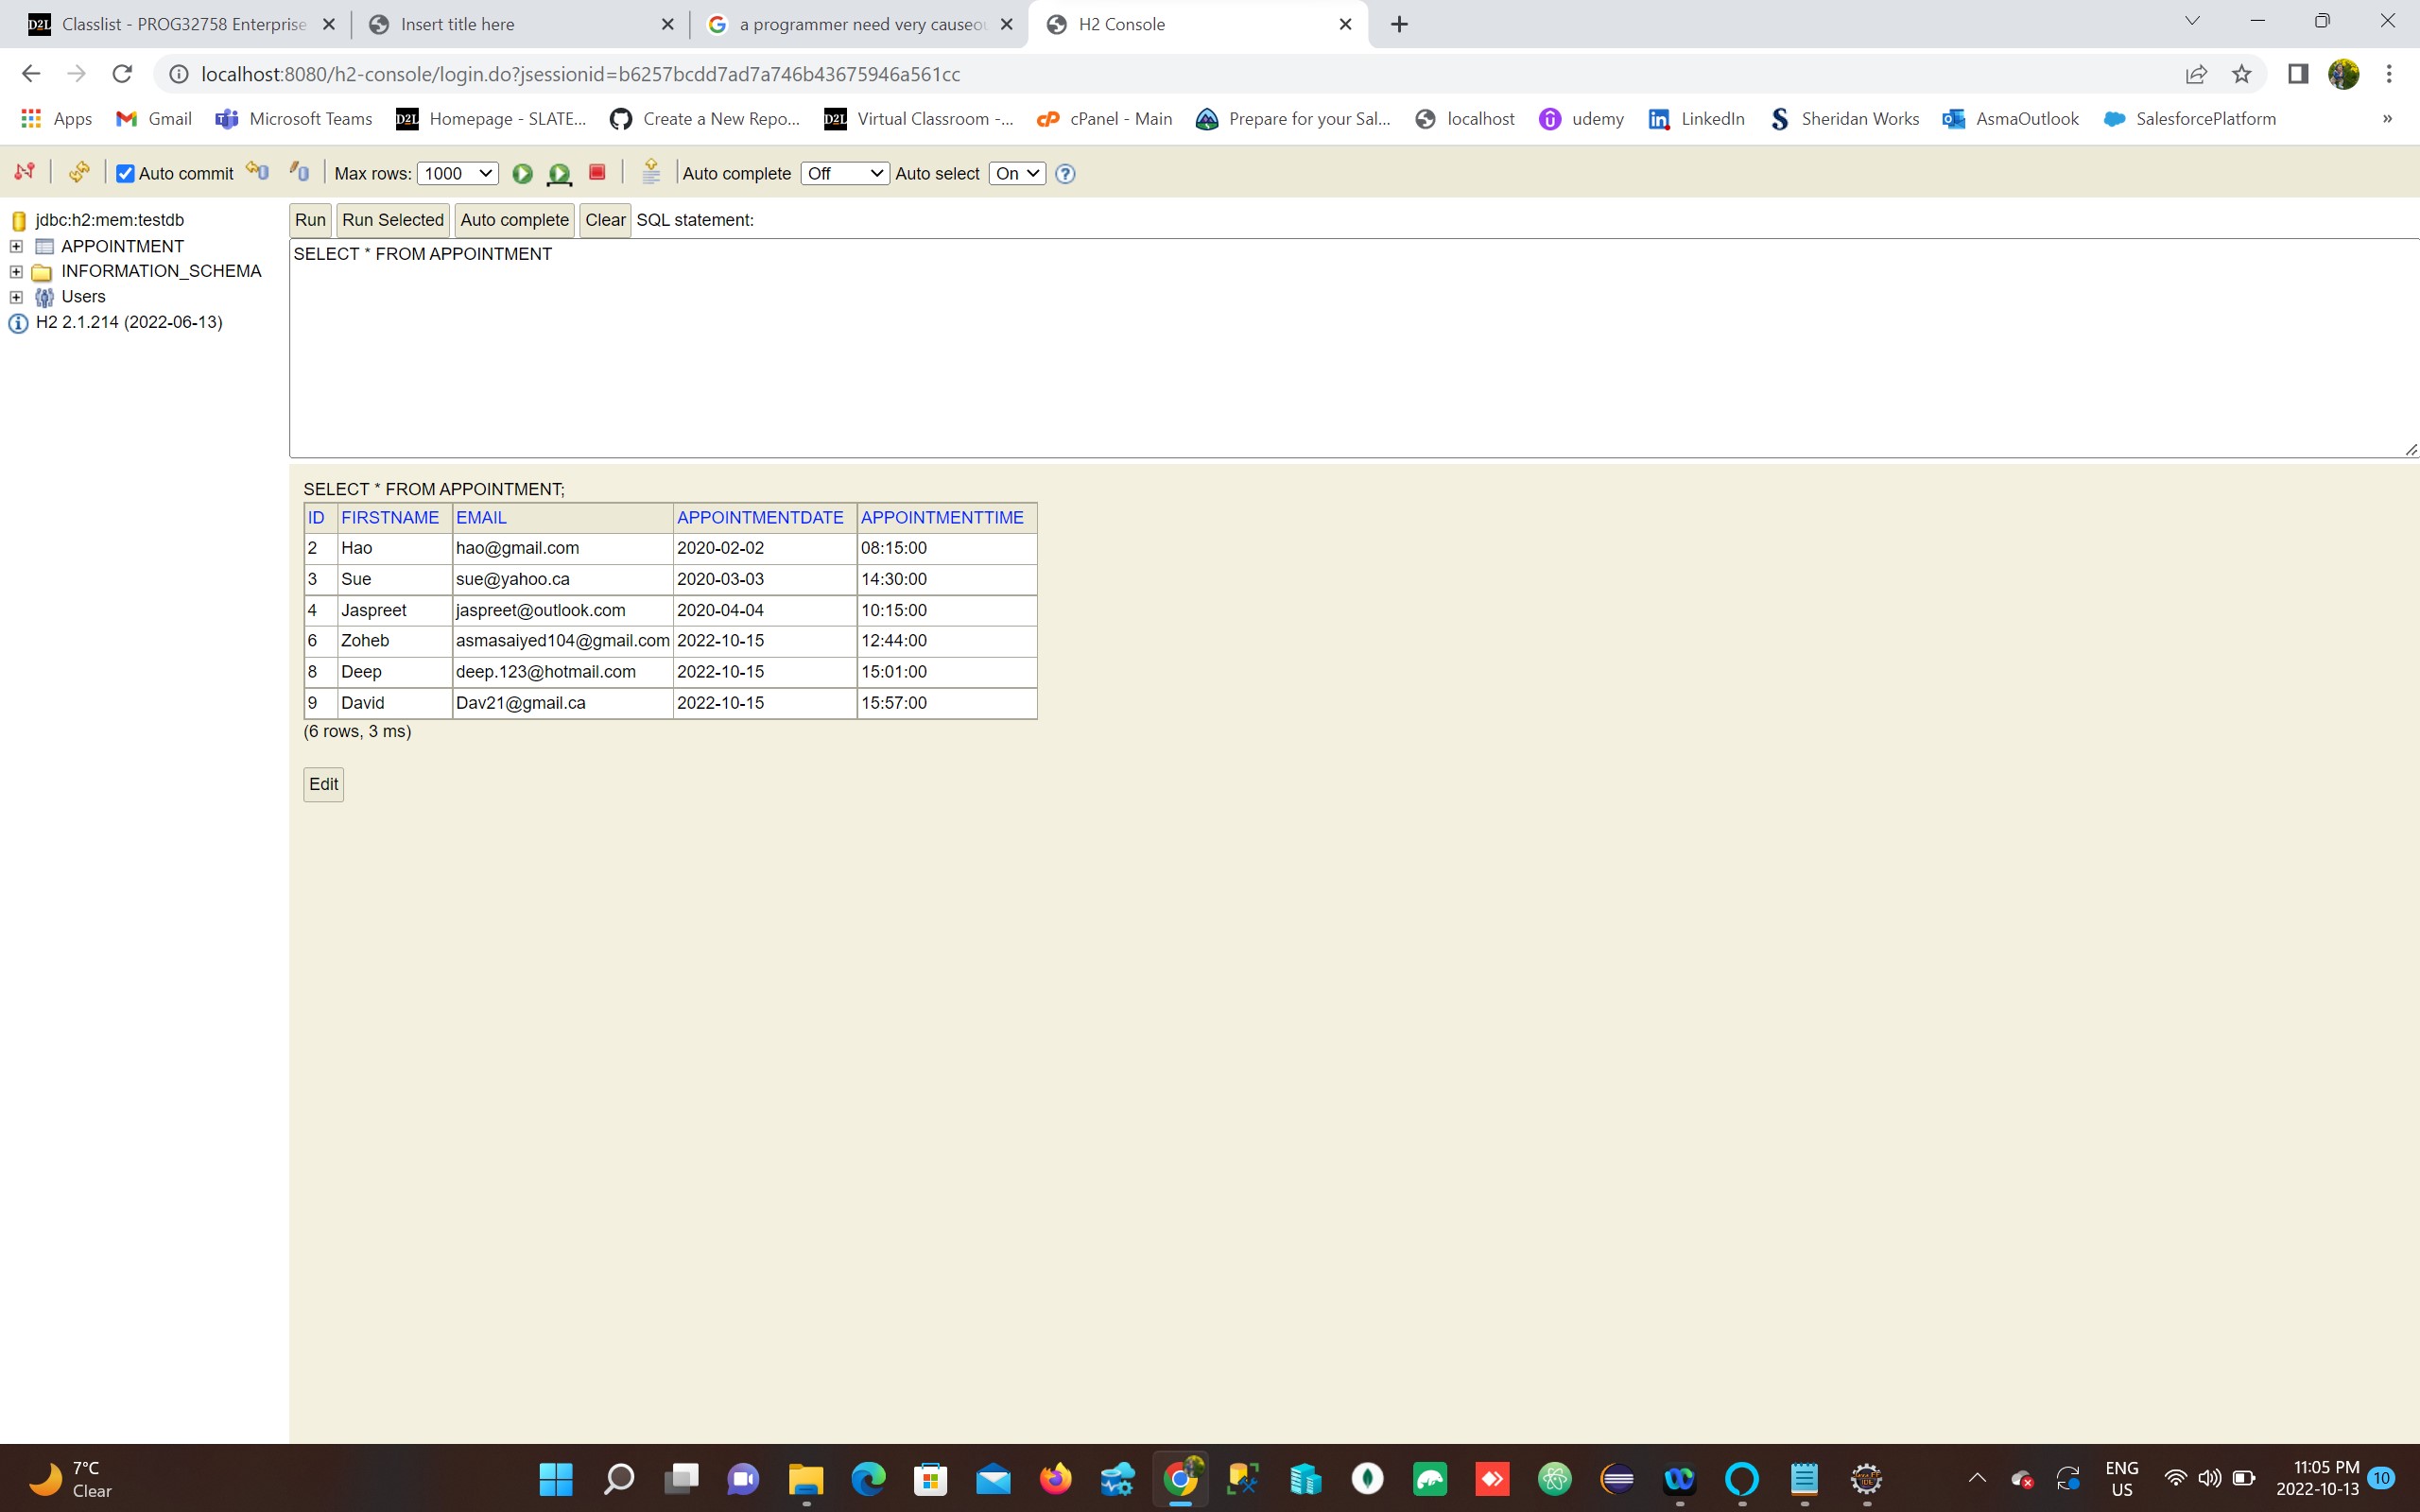 Classlist - PROG32758 Enterprise
Insert title here
a programmer need very causeou
H2 Console
localhost:8080/h2-console/login.do?jsessionid=b6257bcdd7ad7a746b43675946a561cc
Apps
Gmail
Microsoft Teams
D2L Homepage - SLATE...
Create a New Repo...
D2L Virtual Classroom -...
cPanel - Main
Prepare for your Sal...
localhost
udemy
LinkedIn
Sheridan Works
AsmaOutlook
SalesforcePlatform
»
Auto commit
Max rows: 1000
Auto complete Off
Auto select On
jdbc:h2:mem:testdb
APPOINTMENT
INFORMATION_SCHEMA
Users
H2 2.1.214 (2022-06-13)
Run Run Selected Auto complete Clear SQL statement:
SELECT * FROM APPOINTMENT
SELECT * FROM APPOINTMENT;
ID FIRSTNAME EMAIL APPOINTMENTDATE APPOINTMENTTIME
2 Hao hao@gmail.com 2020-02-02 08:15:00
3 Sue sue@yahoo.ca 2020-03-03 14:30:00
4 Jaspreet jaspreet@outlook.com 2020-04-04 10:15:00
6 Zoheb asmasaiyed104@gmail.com 2022-10-15 12:44:00
8 Deep deep.123@hotmail.com 2022-10-15 15:01:00
9 David Dav21@gmail.ca 2022-10-15 15:57:00
(6 rows, 3 ms)
Edit
7°C
Clear
ENG
US
11:05 PM
2022-10-13
10